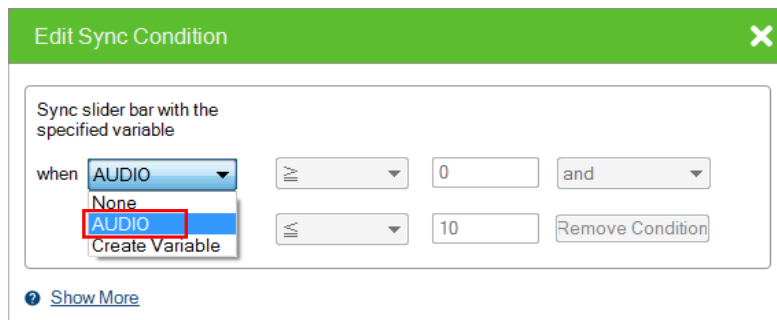 Edit Sync Condition
Sync slider bar with the
specified variable
when AUDIO ≧ 0 and
None
AUDIO ≦ 10 Remove Condition
Create Variable
Show More